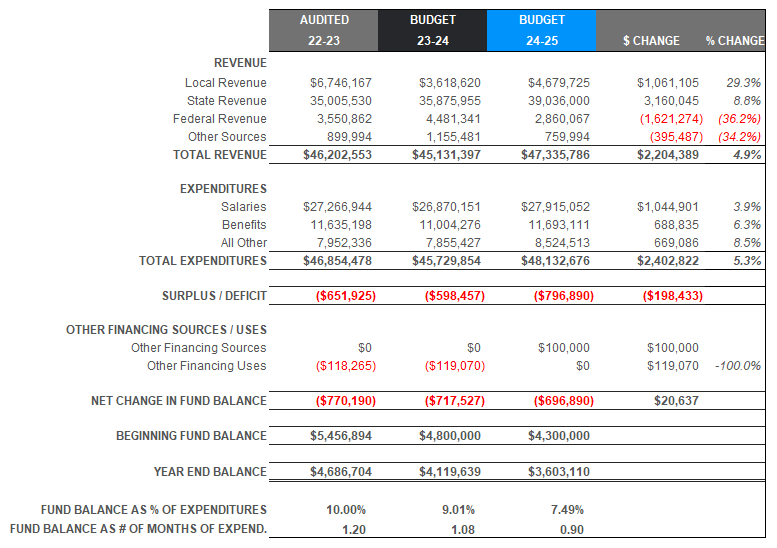 AUDITED BUDGET BUDGET
22-23 23-24 24-25 $ CHANGE % CHANGE
REVENUE
Local Revenue $6,746,167 $3,618,620 $4,679,725 $1,061,105 29.3%
State Revenue 35,005,530 35,875,955 39,036,000 3,160,045 8.8%
Federal Revenue 3,550,862 4,481,341 2,860,067 (1,621,274) (36.2%)
Other Sources 899,994 1,155,481 759,994 (395,487) (34.2%)
TOTAL REVENUE $46,202,553 $45,131,397 $47,335,786 $2,204,389 4.9%
EXPENDITURES
Salaries $27,266,944 $26,870,151 $27,915,052 $1,044,901 3.9%
Benefits 11,635,198 11,004,276 11,693,111 688,835 6.3%
All Other 7,952,336 7,855,427 8,524,513 669,086 8.5%
TOTAL EXPENDITURES $46,854,478 $45,729,854 $48,132,676 $2,402,822 5.3%
SURPLUS / DEFICIT ($651,925) ($598,457) ($796,890) ($198,433)
OTHER FINANCING SOURCES / USES
Other Financing Sources $0 $0 $100,000 $100,000
Other Financing Uses ($118,265) ($119,070) $0 $119,070 -100.0%
NET CHANGE IN FUND BALANCE ($770,190) ($717,527) ($696,890) $20,637
BEGINNING FUND BALANCE $5,456,894 $4,800,000 $4,300,000
YEAR END BALANCE $4,686,704 $4,119,639 $3,603,110
FUND BALANCE AS % OF EXPENDITURES 10.00% 9.01% 7.49%
FUND BALANCE AS # OF MONTHS OF EXPEND. 1.20 1.08 0.90